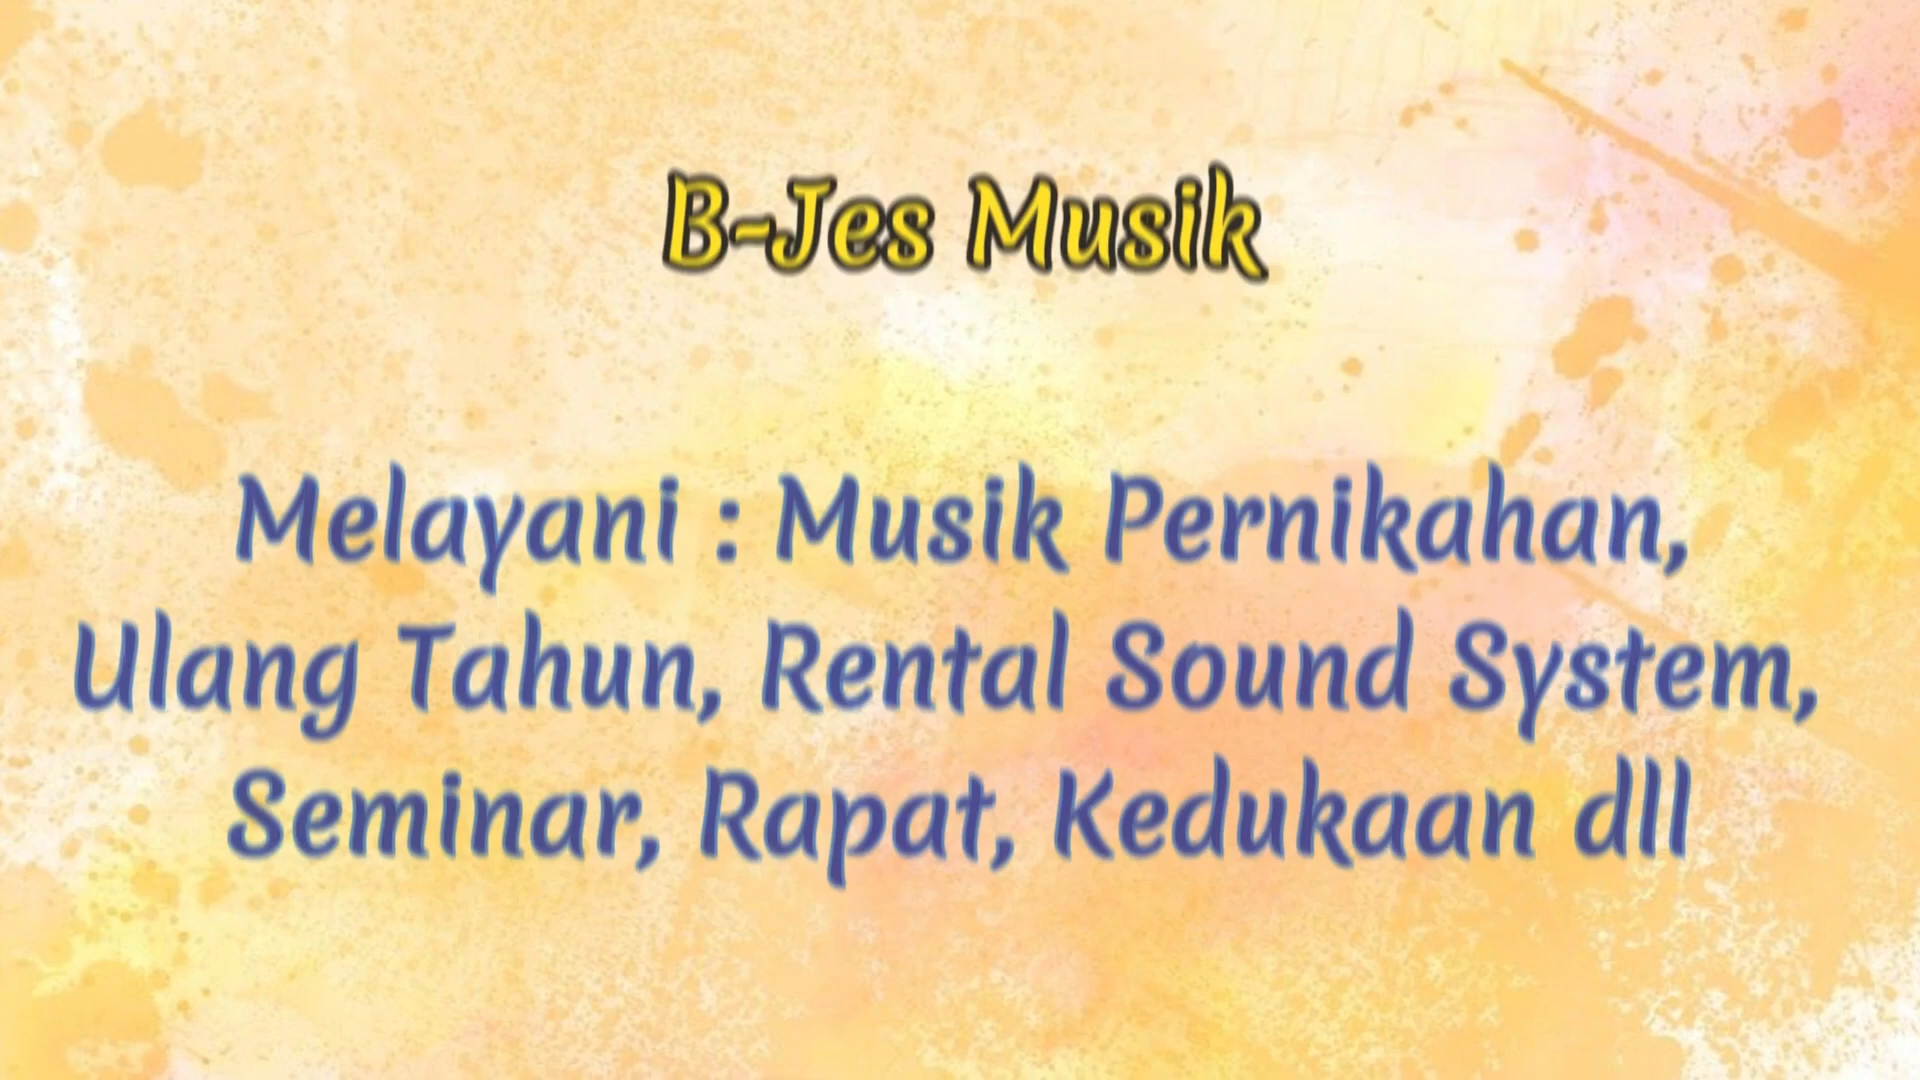 B-Jes Musik
Melayani : Musik Pernikahan,
Ulang Tahun, Rental Sound System,
Seminar, Rapat, Kedukaan dll